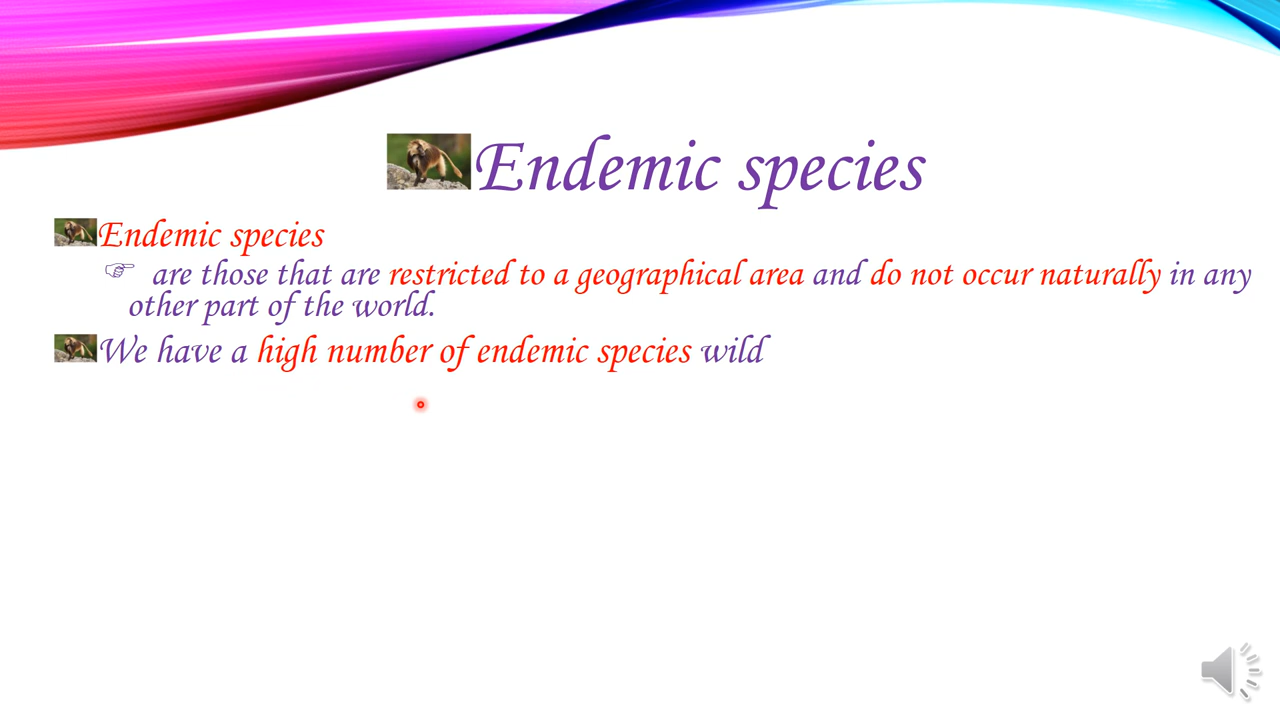 Endemic species
Endemic species
☞ are those that are restricted to a geographical area and do not occur naturally in any
other part of the world.
We have a high number of endemic species wild